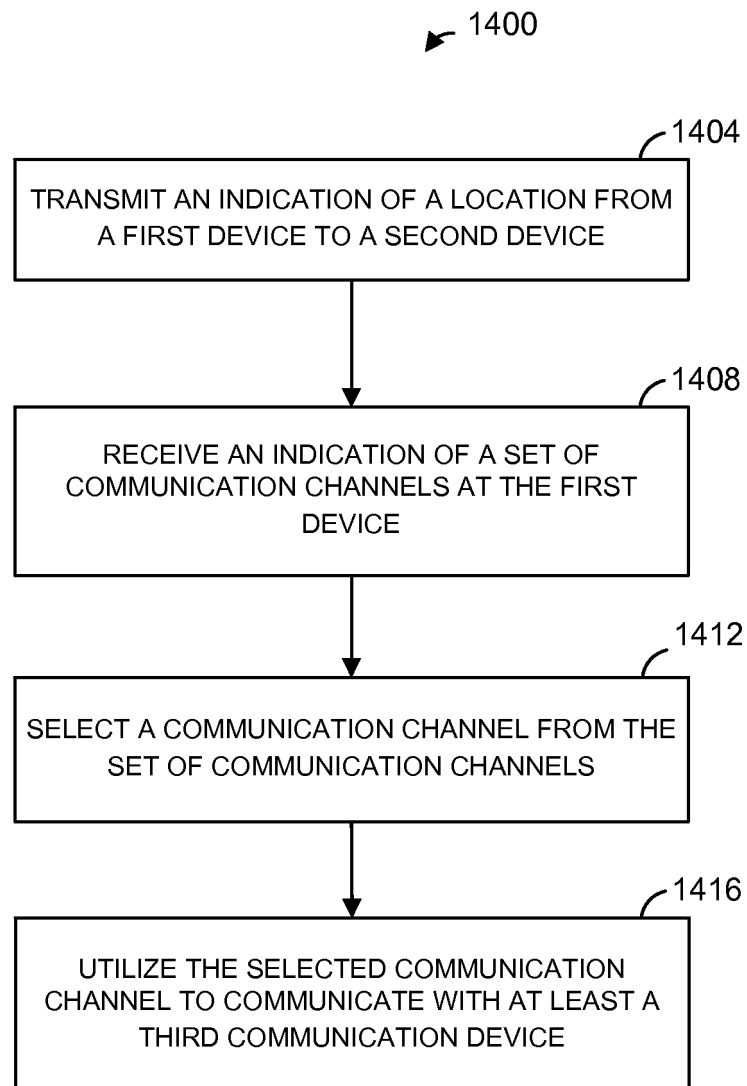 1400
1404
TRANSMIT AN INDICATION OF A LOCATION FROM
A FIRST DEVICE TO A SECOND DEVICE
1408
RECEIVE AN INDICATION OF A SET OF
COMMUNICATION CHANNELS AT THE FIRST
DEVICE
1412
SELECT A COMMUNICATION CHANNEL FROM THE
SET OF COMMUNICATION CHANNELS
1416
UTILIZE THE SELECTED COMMUNICATION
CHANNEL TO COMMUNICATE WITH AT LEAST A
THIRD COMMUNICATION DEVICE